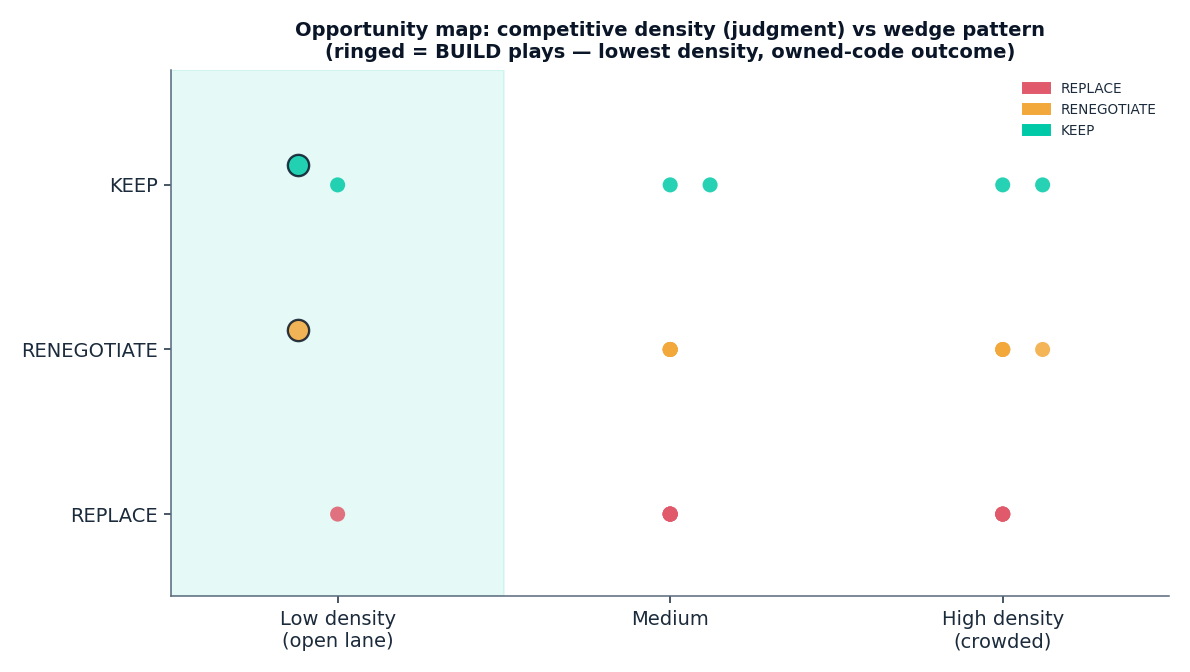 Opportunity map: competitive density (judgment) vs wedge pattern
(ringed = BUILD plays — lowest density, owned-code outcome)
REPLACE
RENEGOTIATE
KEEP
KEEP
RENEGOTIATE
REPLACE
Low density
(open lane)
Medium
High density
(crowded)